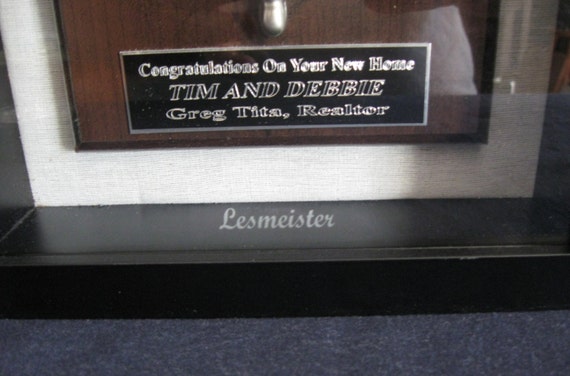 Congratulations On Your New Home
TIM AND DEBBIE
Greg Tita, Realtor
Lesmeister